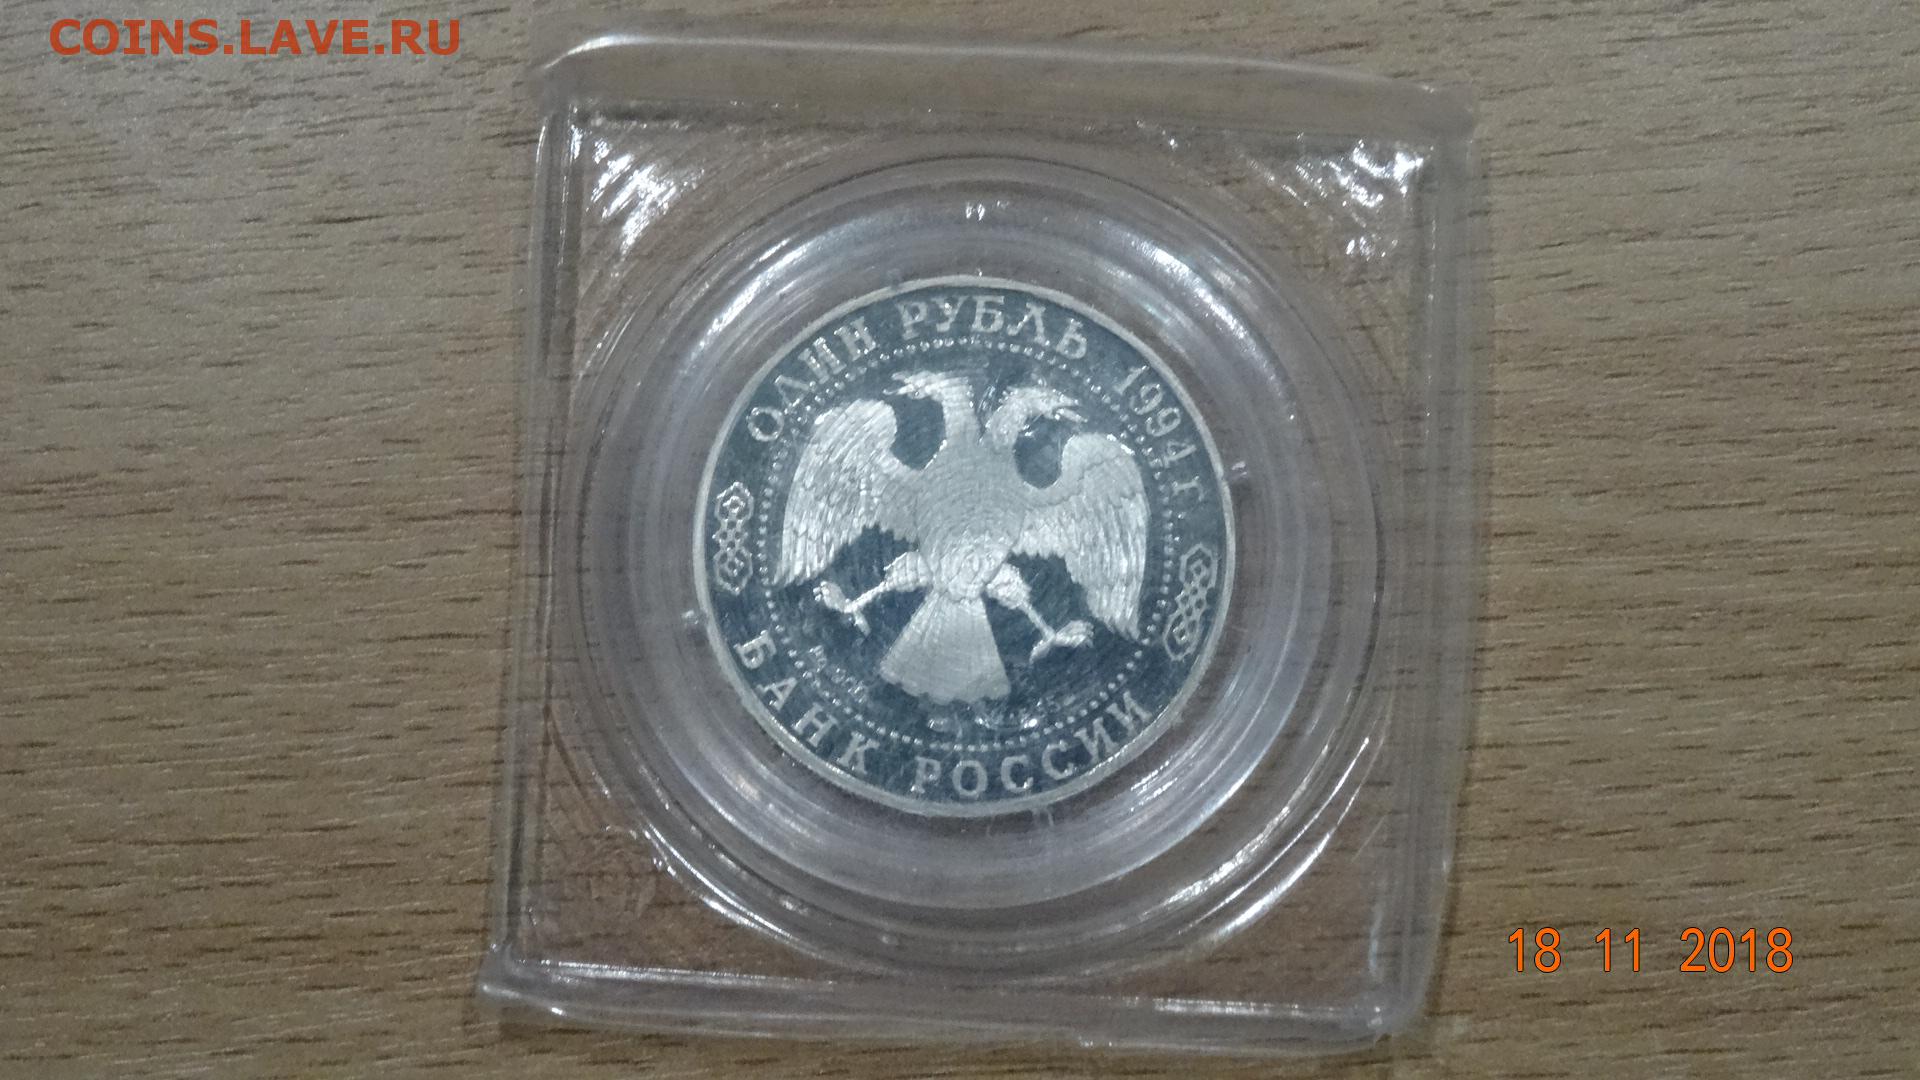 COINS.LAVE.RU
ОДИН РУБЛЬ 1994 г.
БАНК РОССИИ
18 11 2018